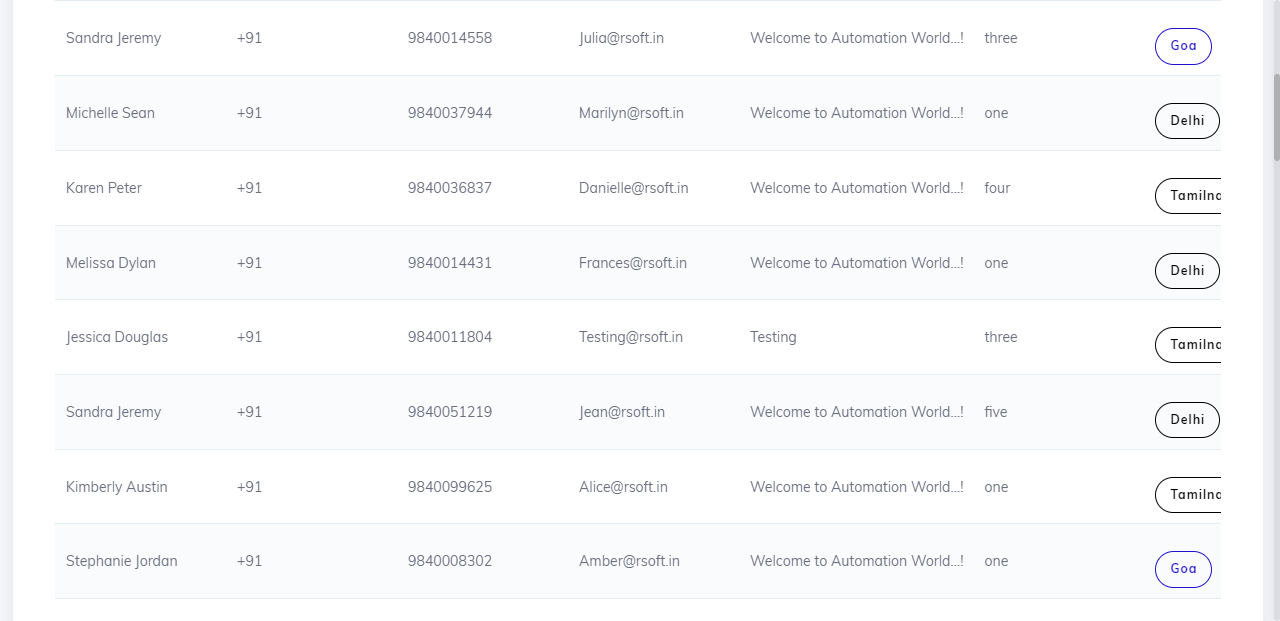 Sandra Jeremy +91 9840014558 Julia@rsoft.in Welcome to Automation World...! three Goa
Michelle Sean +91 9840037944 Marilyn@rsoft.in Welcome to Automation World...! one Delhi
Karen Peter +91 9840036837 Danielle@rsoft.in Welcome to Automation World...! four Tamilna
Melissa Dylan +91 9840014431 Frances@rsoft.in Welcome to Automation World...! one Delhi
Jessica Douglas +91 9840011804 Testing@rsoft.in Testing three Tamilna
Sandra Jeremy +91 9840051219 Jean@rsoft.in Welcome to Automation World...! five Delhi
Kimberly Austin +91 9840099625 Alice@rsoft.in Welcome to Automation World...! one Tamilna
Stephanie Jordan +91 9840008302 Amber@rsoft.in Welcome to Automation World...! one Goa